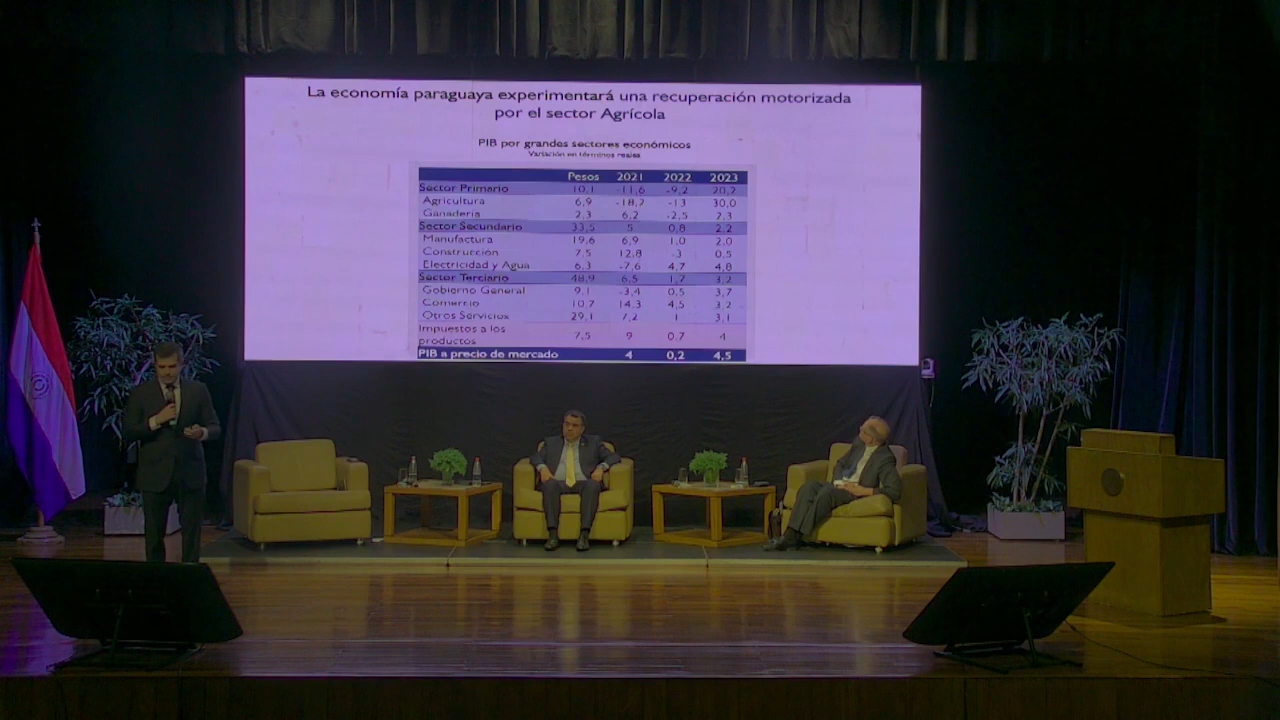 La economía paraguaya experimentará una recuperación motorizada
por el sector Agrícola
PIB por grandes sectores económicos
Variación en términos reales
Pesos 2021 2022 2023
Sector Primario 10,1 -11,6 -9,2 20,2
Agricultura 6,9 -18,2 -13 30,0
Ganadería 2,3 6,2 -2,5 2,3
Sector Secundario 33,5 5 0,8 2,2
Manufactura 19,6 6,9 1,0 2,0
Construcción 7,5 12,8 -3 0,5
Electricidad y Agua 6,3 -7,6 4,7 4,8
Sector Terciario 48,9 6,5 1,7 3,2
Gobierno General 9,1 -3,4 0,5 3,7
Comercio 10,7 14,3 4,5 3,2
Otros Servicios 29,1 7,2 1 3,1
Impuestos a los
productos 7,5 9 0,7 4
PIB a precio de mercado 4 0,2 4,5